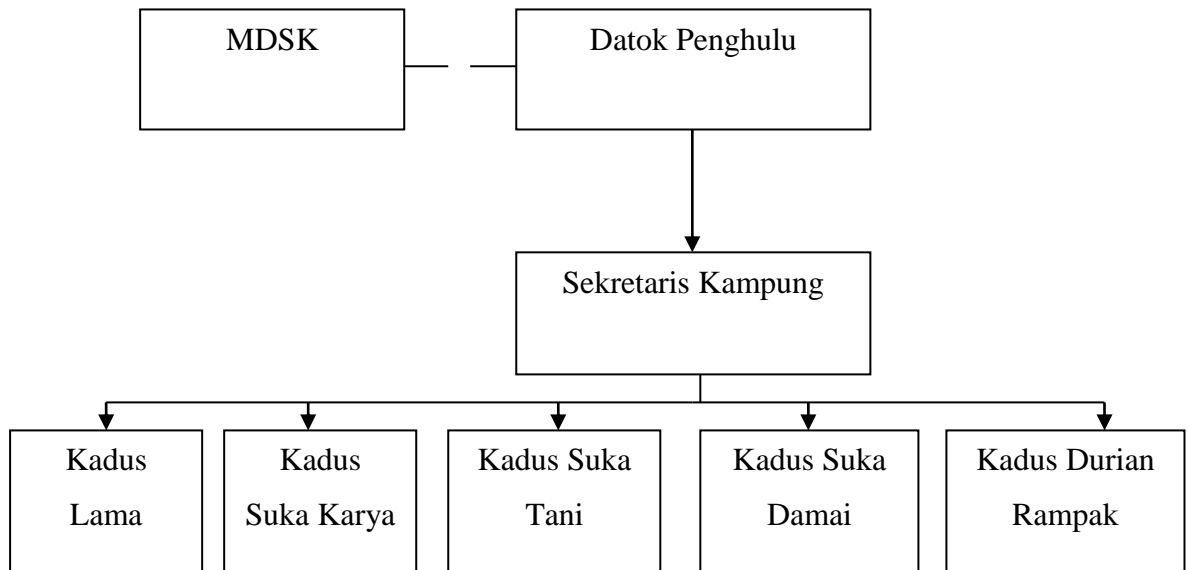 MDSK
Datok Penghulu
Sekretaris Kampung
Kadus
Lama
Kadus
Suka Karya
Kadus Suka
Tani
Kadus Suka
Damai
Kadus Durian
Rampak